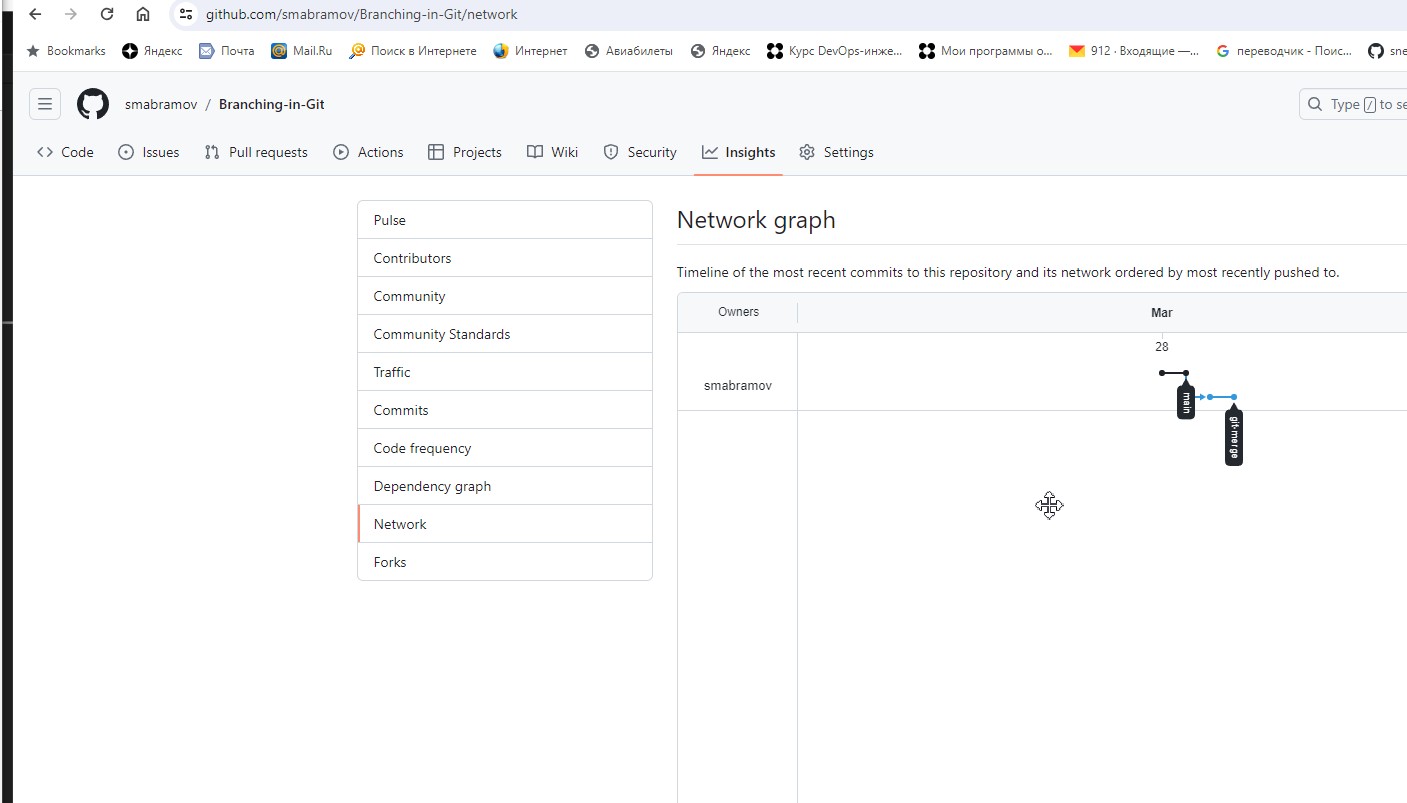 github.com/smabramov/Branching-in-Git/network
Bookmarks Яндекс Почта Mail.Ru Поиск в Интернете Интернет Авиабилеты Яндекс Курс DevOps-инже... Мои программы о... 912 · Входящие —... переводчик - Поис... sne
smabramov / Branching-in-Git
Type / to se
Code Issues Pull requests Actions Projects Wiki Security Insights Settings
Pulse
Contributors
Community
Community Standards
Traffic
Commits
Code frequency
Dependency graph
Network
Forks
Network graph
Timeline of the most recent commits to this repository and its network ordered by most recently pushed to.
Owners Mar
28
smabramov
main
git-merge